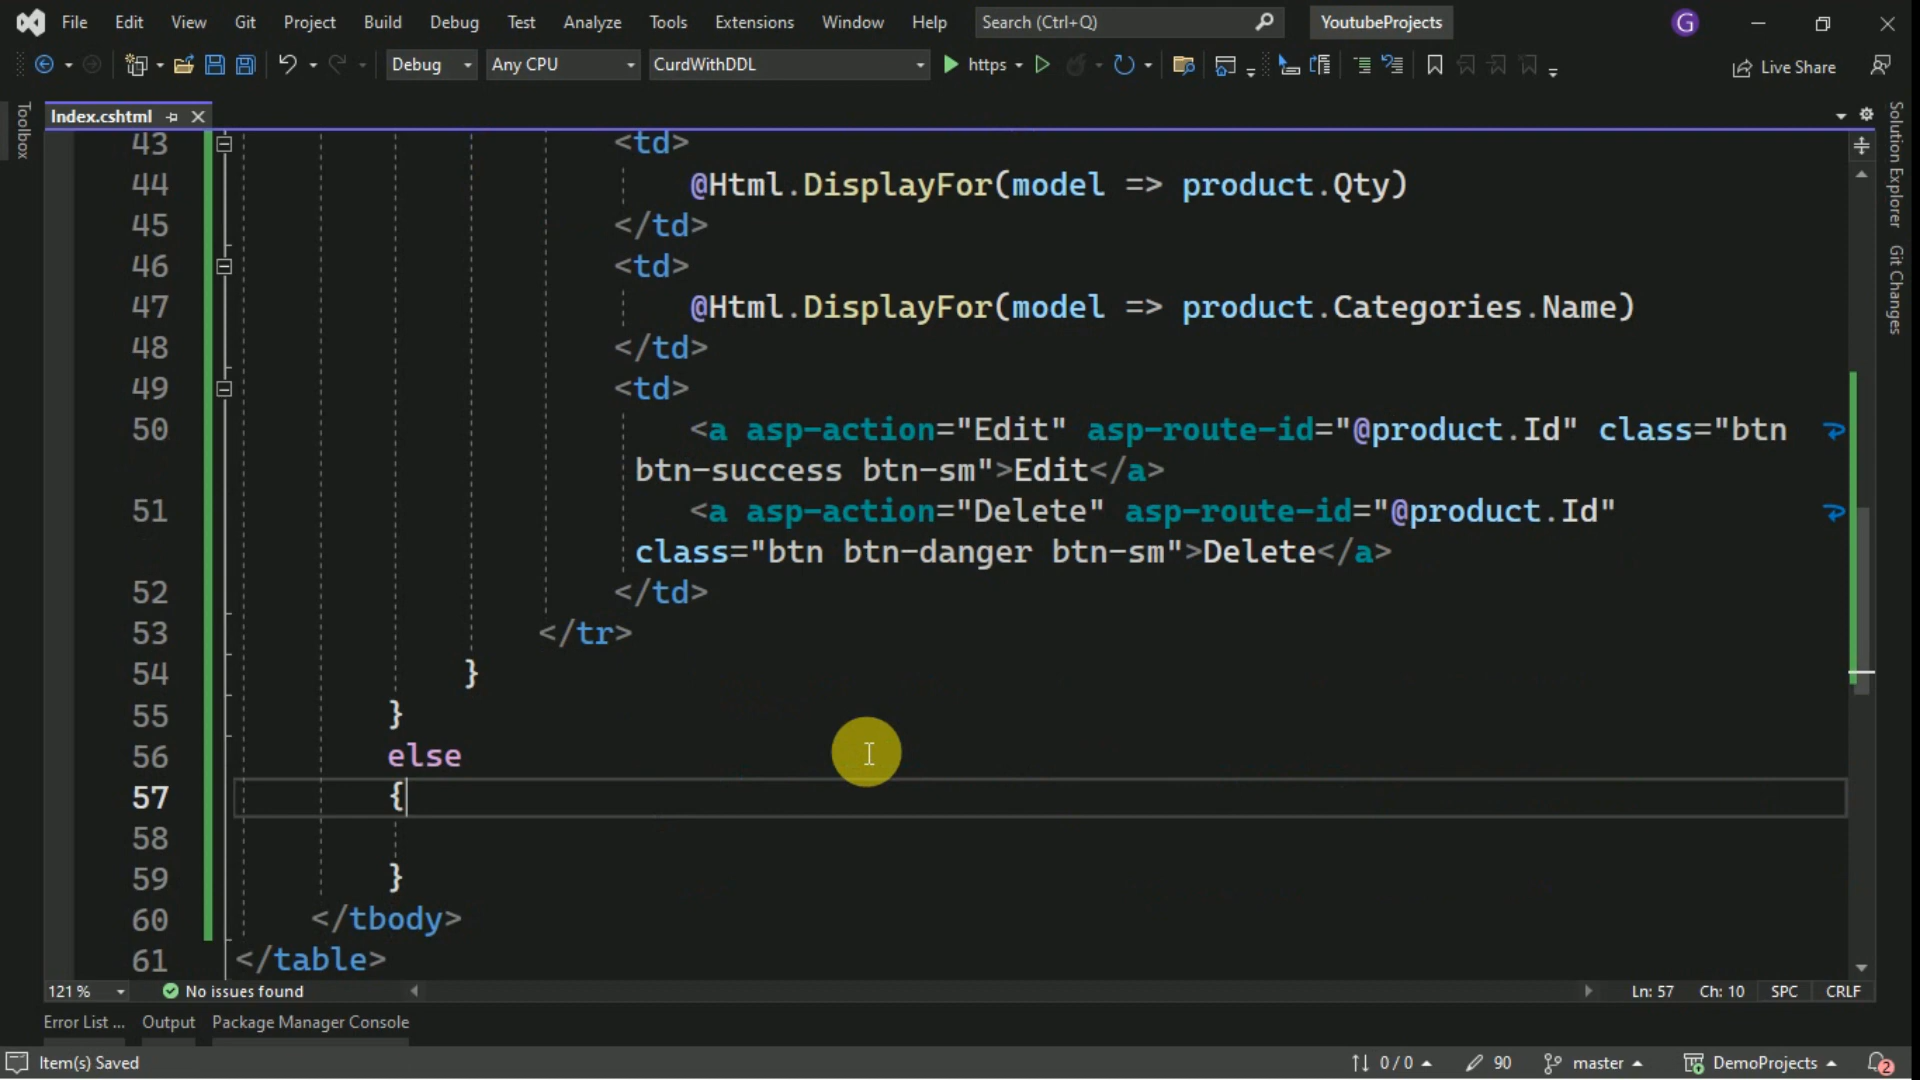 File Edit View Git Project Build Debug Test Analyze Tools Extensions Window Help Search (Ctrl+Q) YoutubeProjects G
Debug Any CPU CurdWithDDL https Live Share
Toolbox
Index.cshtml
Solution Explorer
Git Changes
43 <td>
44 @Html.DisplayFor(model => product.Qty)
45 </td>
46 <td>
47 @Html.DisplayFor(model => product.Categories.Name)
48 </td>
49 <td>
50 <a asp-action="Edit" asp-route-id="@product.Id" class="btn
btn-success btn-sm">Edit</a>
51 <a asp-action="Delete" asp-route-id="@product.Id"
class="btn btn-danger btn-sm">Delete</a>
52 </td>
53 </tr>
54 }
55 }
56 else
57 {
58
59 }
60 </tbody>
61 </table>
121 % No issues found Ln: 57 Ch: 10 SPC CRLF
Error List ... Output Package Manager Console
Item(s) Saved 0 / 0 90 master DemoProjects 2